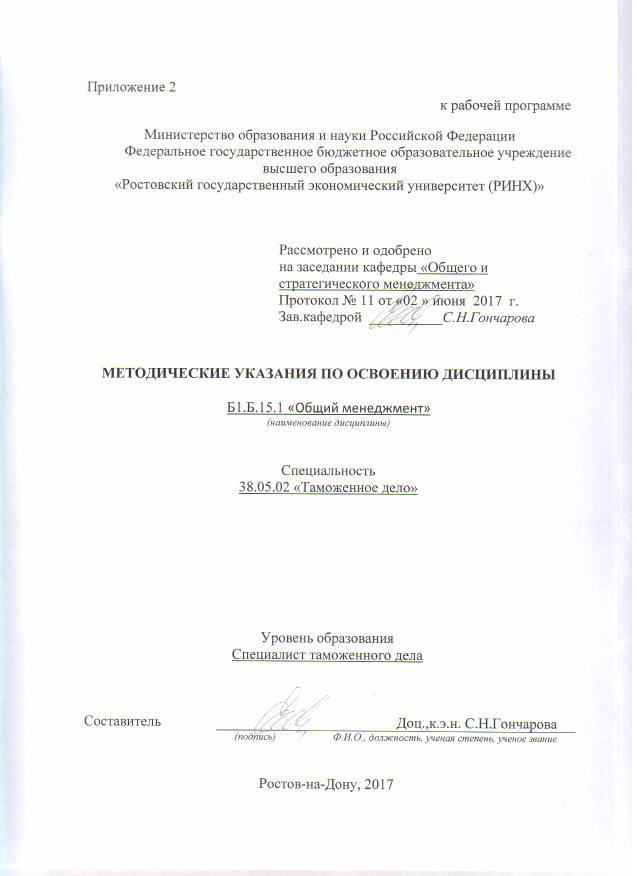 Приложение 2
к рабочей программе
Министерство образования и науки Российской Федерации
Федеральное государственное бюджетное образовательное учреждение
высшего образования
«Ростовский государственный экономический университет (РИНХ)»
Рассмотрено и одобрено
на заседании кафедры «Общего и
стратегического менеджмента»
Протокол № 11 от «02 » июня 2017 г.
Зав.кафедрой __________С.Н.Гончарова
МЕТОДИЧЕСКИЕ УКАЗАНИЯ ПО ОСВОЕНИЮ ДИСЦИПЛИНЫ
Б1.Б.15.1 «Общий менеджмент»
(наименование дисциплины)
Специальность
38.05.02 «Таможенное дело»
Уровень образования
Специалист таможенного дела
Составитель Доц.,к.э.н. С.Н.Гончарова
(подпись) Ф.И.О., должность, ученая степень, ученое звание
Ростов-на-Дону, 2017